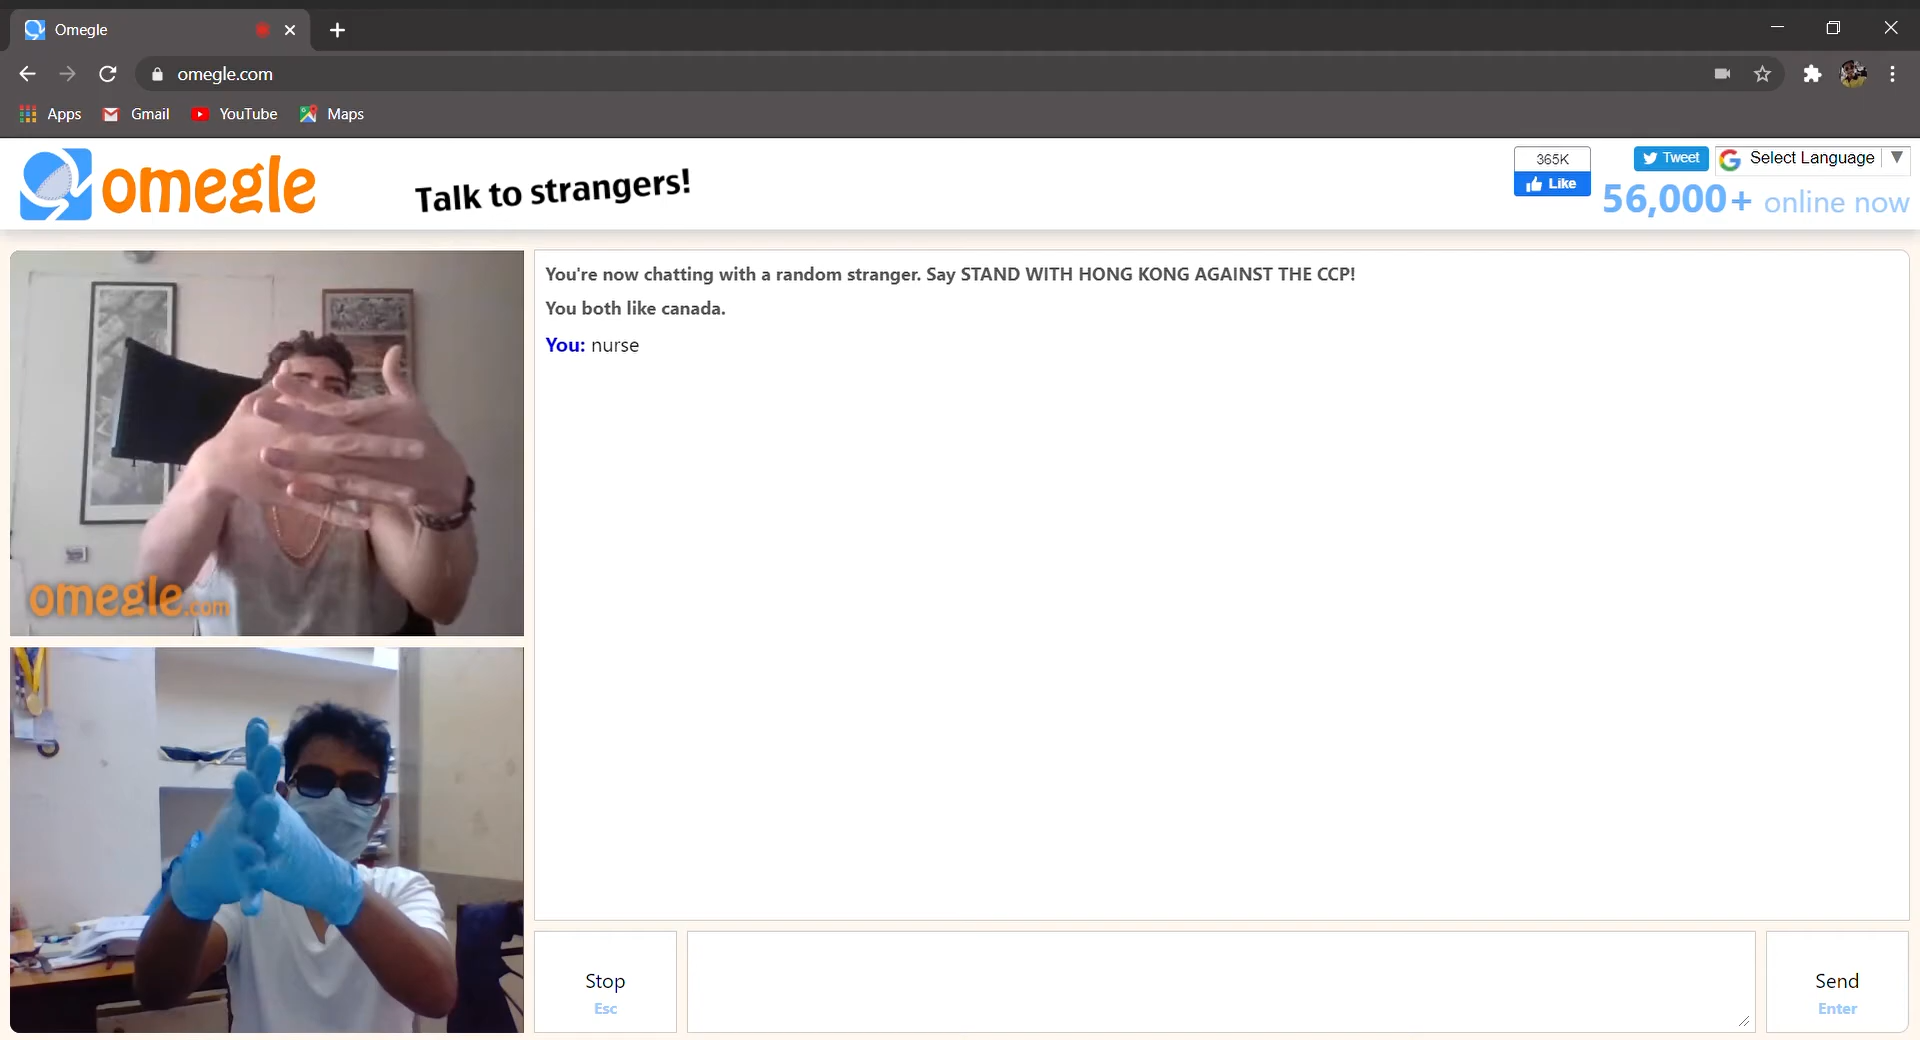 Omegle
omegle.com
Apps Gmail YouTube Maps
omegle Talk to strangers!
365K
Like
Tweet
Select Language
56,000+ online now
You're now chatting with a random stranger. Say STAND WITH HONG KONG AGAINST THE CCP!
You both like canada.
You: nurse
omegle.com
Stop
Esc
Send
Enter